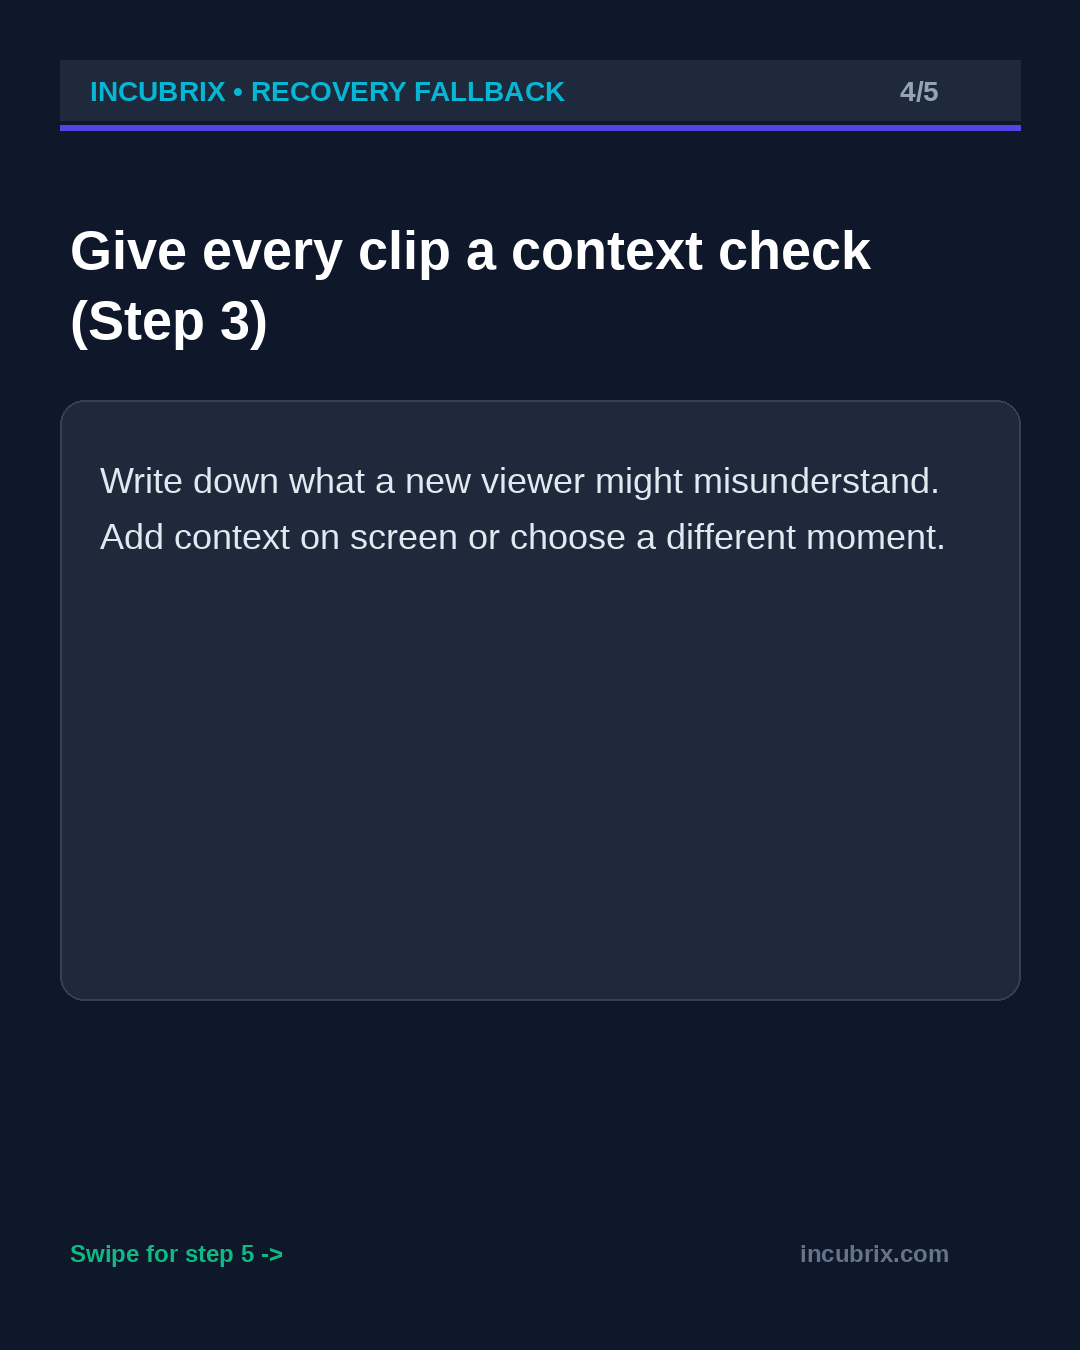 INCUBRIX • RECOVERY FALLBACK 4/5
Give every clip a context check
(Step 3)
Write down what a new viewer might misunderstand.
Add context on screen or choose a different moment.
Swipe for step 5 -> incubrix.com